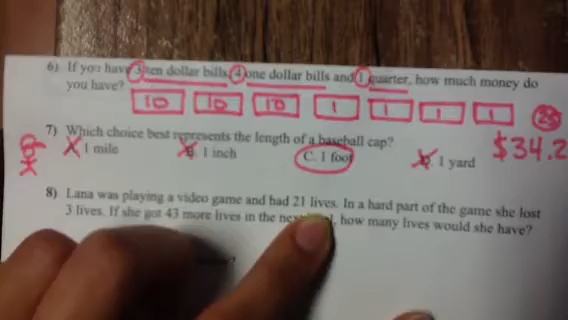 6) If you have 3 ten dollar bills, 4 one dollar bills and 1 quarter, how much money do
you have?
10 10 10 1 1 1 1 25
$34.2
7) Which choice best represents the length of a baseball cap?
1 mile B. 1 inch C. 1 foot D. 1 yard
8) Lana was playing a video game and had 21 lives. In a hard part of the game she lost
3 lives. If she got 43 more lives in the how many lives would she have?